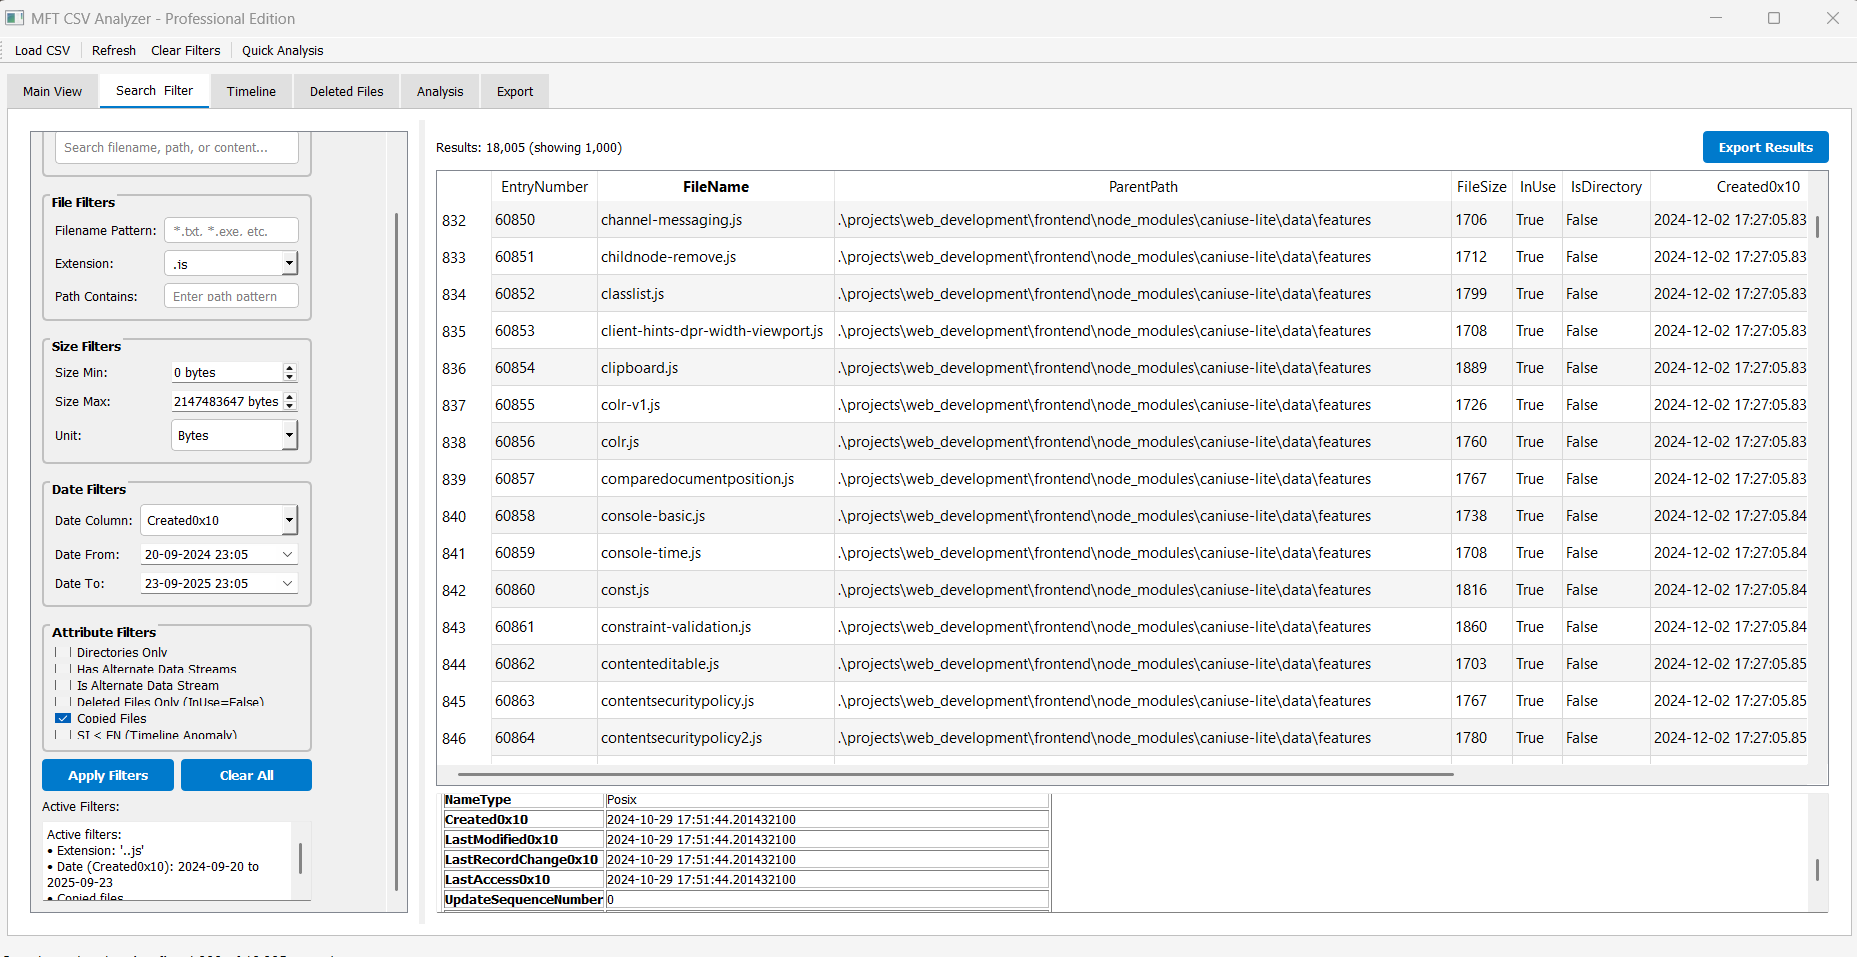 MFT CSV Analyzer - Professional Edition
Load CSV Refresh Clear Filters Quick Analysis
Main View Search Filter Timeline Deleted Files Analysis Export
Search filename, path, or content...
File Filters
Filename Pattern: *.txt, *.exe, etc.
Extension: .js
Path Contains: Enter path pattern
Size Filters
Size Min: 0 bytes
Size Max: 2147483647 bytes
Unit: Bytes
Date Filters
Date Column: Created0x10
Date From: 20-09-2024 23:05
Date To: 23-09-2025 23:05
Attribute Filters
Directories Only
Has Alternate Data Streams
Is Alternate Data Stream
Deleted Files Only (InUse=False)
Copied Files
SI < FN (Timeline Anomaly)
Apply Filters Clear All
Active Filters:
Active filters:
• Extension: '..js'
• Date (Created0x10): 2024-09-20 to
2025-09-23
• Copied files
Results: 18,005 (showing 1,000)
Export Results
EntryNumber FileName ParentPath FileSize InUse IsDirectory Created0x10
832 60850 channel-messaging.js .\projects\web_development\frontend\node_modules\caniuse-lite\data\features 1706 True False 2024-12-02 17:27:05.83
833 60851 childnode-remove.js .\projects\web_development\frontend\node_modules\caniuse-lite\data\features 1712 True False 2024-12-02 17:27:05.83
834 60852 classlist.js .\projects\web_development\frontend\node_modules\caniuse-lite\data\features 1799 True False 2024-12-02 17:27:05.83
835 60853 client-hints-dpr-width-viewport.js .\projects\web_development\frontend\node_modules\caniuse-lite\data\features 1708 True False 2024-12-02 17:27:05.83
836 60854 clipboard.js .\projects\web_development\frontend\node_modules\caniuse-lite\data\features 1889 True False 2024-12-02 17:27:05.83
837 60855 colr-v1.js .\projects\web_development\frontend\node_modules\caniuse-lite\data\features 1726 True False 2024-12-02 17:27:05.83
838 60856 colr.js .\projects\web_development\frontend\node_modules\caniuse-lite\data\features 1760 True False 2024-12-02 17:27:05.83
839 60857 comparedocumentposition.js .\projects\web_development\frontend\node_modules\caniuse-lite\data\features 1767 True False 2024-12-02 17:27:05.83
840 60858 console-basic.js .\projects\web_development\frontend\node_modules\caniuse-lite\data\features 1738 True False 2024-12-02 17:27:05.84
841 60859 console-time.js .\projects\web_development\frontend\node_modules\caniuse-lite\data\features 1708 True False 2024-12-02 17:27:05.84
842 60860 const.js .\projects\web_development\frontend\node_modules\caniuse-lite\data\features 1816 True False 2024-12-02 17:27:05.84
843 60861 constraint-validation.js .\projects\web_development\frontend\node_modules\caniuse-lite\data\features 1860 True False 2024-12-02 17:27:05.84
844 60862 contenteditable.js .\projects\web_development\frontend\node_modules\caniuse-lite\data\features 1703 True False 2024-12-02 17:27:05.85
845 60863 contentsecuritypolicy.js .\projects\web_development\frontend\node_modules\caniuse-lite\data\features 1767 True False 2024-12-02 17:27:05.85
846 60864 contentsecuritypolicy2.js .\projects\web_development\frontend\node_modules\caniuse-lite\data\features 1780 True False 2024-12-02 17:27:05.85
NameType Posix
Created0x10 2024-10-29 17:51:44.201432100
LastModified0x10 2024-10-29 17:51:44.201432100
LastRecordChange0x10 2024-10-29 17:51:44.201432100
LastAccess0x10 2024-10-29 17:51:44.201432100
UpdateSequenceNumber 0